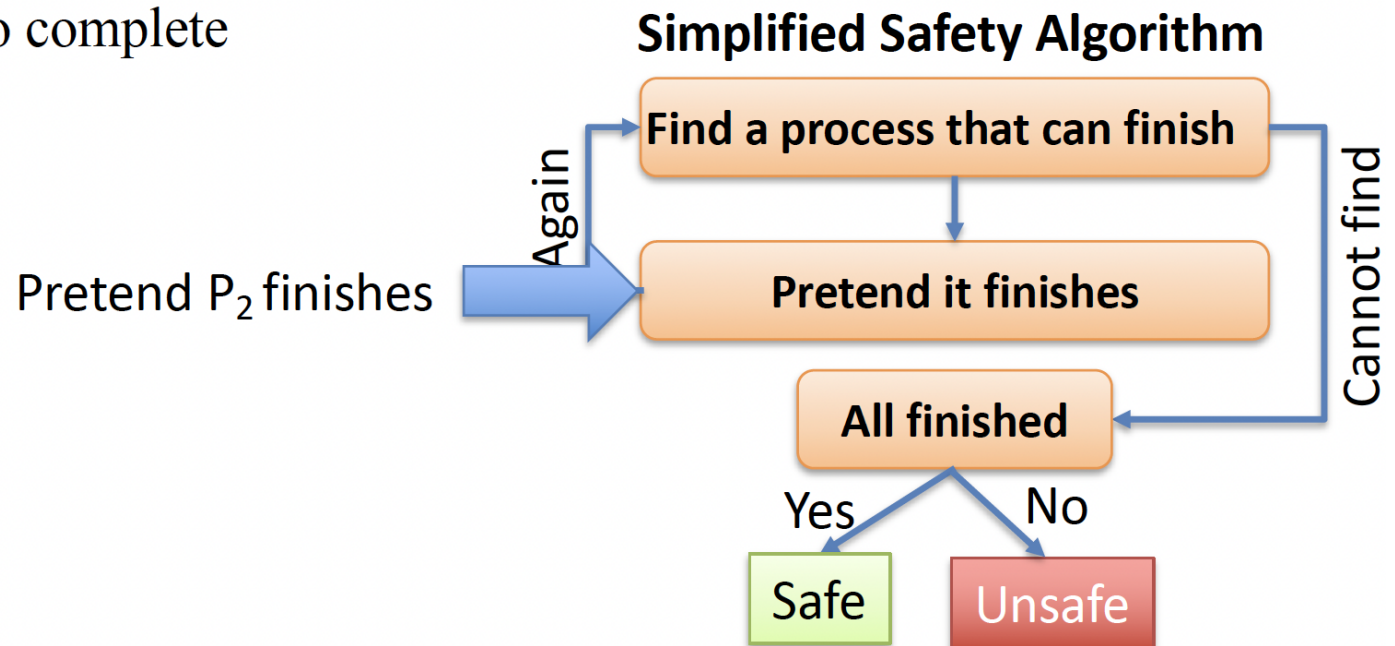 o complete
Simplified Safety Algorithm
Find a process that can finish
Again
Cannot find
Pretend P₂ finishes
Pretend it finishes
All finished
Yes
No
Safe
Unsafe